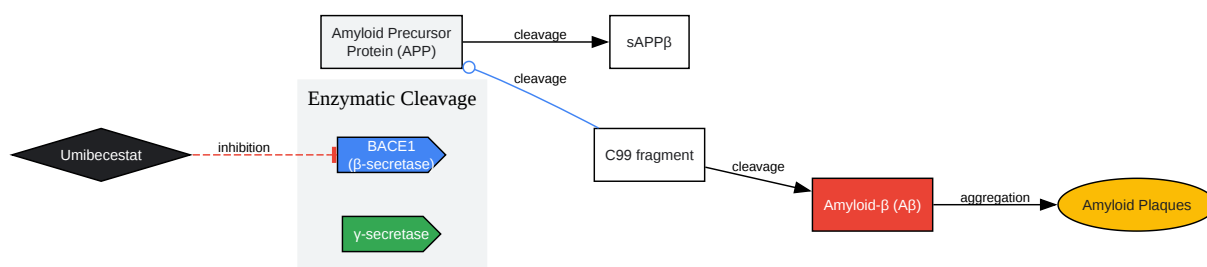 Amyloid Precursor
Protein (APP)
cleavage
sAPPβ
cleavage
Enzymatic Cleavage
Umibecestat
inhibition
BACE1
(β-secretase)
C99 fragment
cleavage
Amyloid-β (Aβ)
aggregation
Amyloid Plaques
γ-secretase